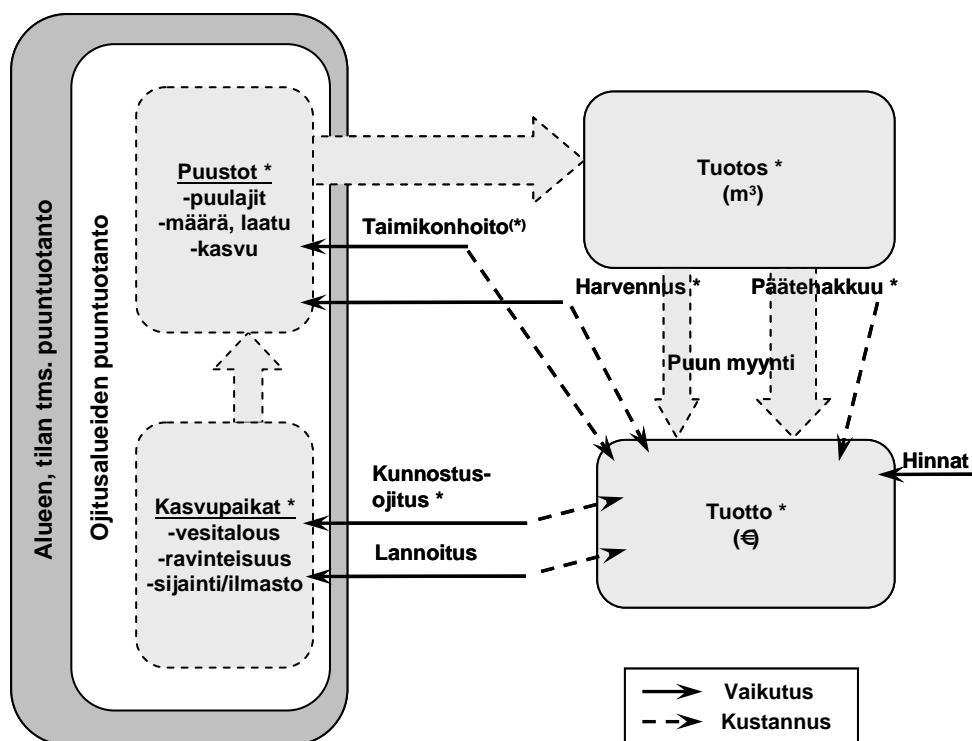 Alueen, tilan tms. puuntuotanto
Ojitusalueiden puuntuotanto
Puustot *
-puulajit
-määrä, laatu
-kasvu
Tuotos *
(m³)
Taimikonhoito(*)
Harvennus *
Päätehakkuu *
Puun myynti
Kasvupaikat *
-vesitalous
-ravinteisuus
-sijainti/ilmasto
Kunnostus-
ojitus *
Lannoitus
Tuotto *
(€)
Hinnat
Vaikutus
Kustannus